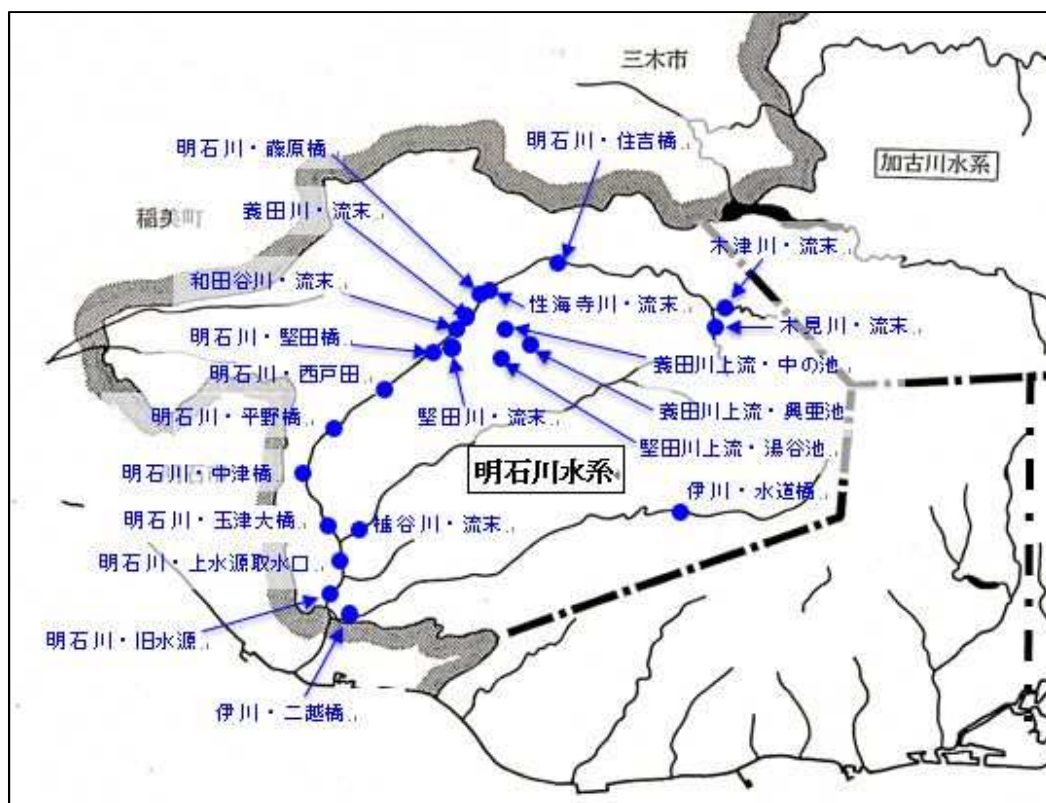 三木市
明石川・藤原橋
明石川・住吉橋
加古川水系
養田川・流末
稲美町
木津川・流末
和田谷川・流末
性海寺川・流末
明石川・堅田橋
木見川・流末
養田川上流・中の池
明石川・西戸田
明石川・平野橋
堅田川・流末
養田川上流・興亜池
堅田川上流・湯谷池
明石川・中津橋
明石川水系
伊川・水道橋
明石川・玉津大橋
櫨谷川・流末
明石川・上水源取水口
明石川・旧水源
伊川・二越橋